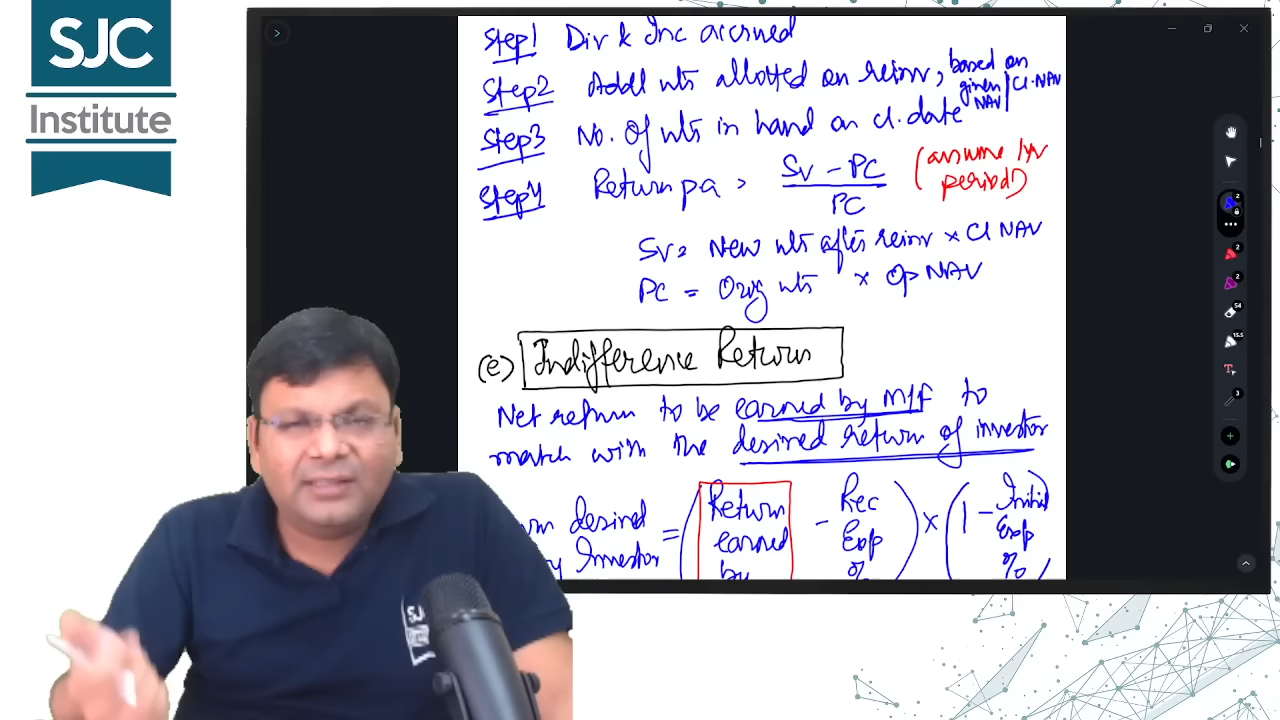 SJC
Institute
Step1 Div & Inc accrued
Step2 Addl uts allotted on reinv, based on given NAV / Cl. NAV
Step3 No. of uts in hand on cl. date
Step4 Return pa = SV - PC / PC (assume 1yr period)
SV = New uts after reinv x Cl NAV
PC = Orig uts x Op NAV
(e) Indifference Return
Net return to be earned by M/F to
match with the desired return of investor
desired Investor = (Return earned by - Rec Exp %) x (1 - Initial Exp %)
SJC